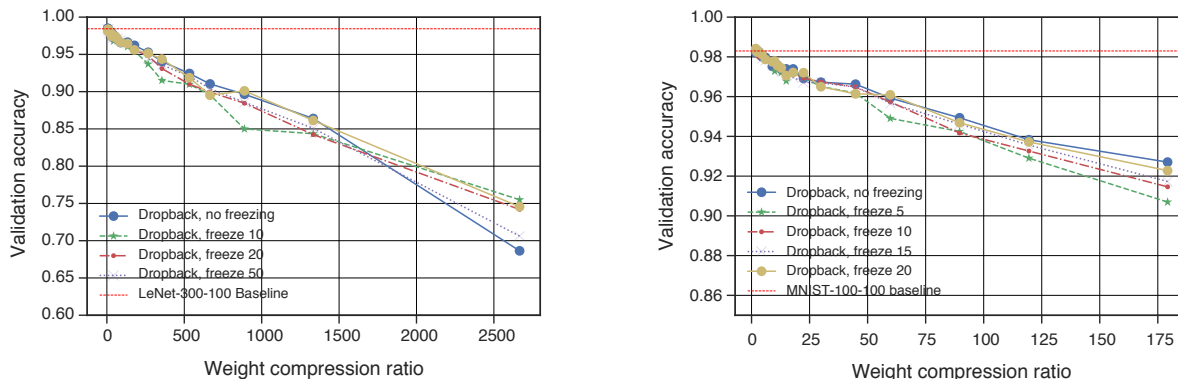 1.00
0.95
0.90
0.85
0.80
0.75
0.70
0.65
0.60
Validation accuracy
Dropback, no freezing
Dropback, freeze 10
Dropback, freeze 20
Dropback, freeze 50
LeNet-300-100 Baseline
0 500 1000 1500 2000 2500
Weight compression ratio
1.00
0.98
0.96
0.94
0.92
0.90
0.88
0.86
Validation accuracy
Dropback, no freezing
Dropback, freeze 5
Dropback, freeze 10
Dropback, freeze 15
Dropback, freeze 20
MNIST-100-100 baseline
0 25 50 75 100 125 150 175
Weight compression ratio